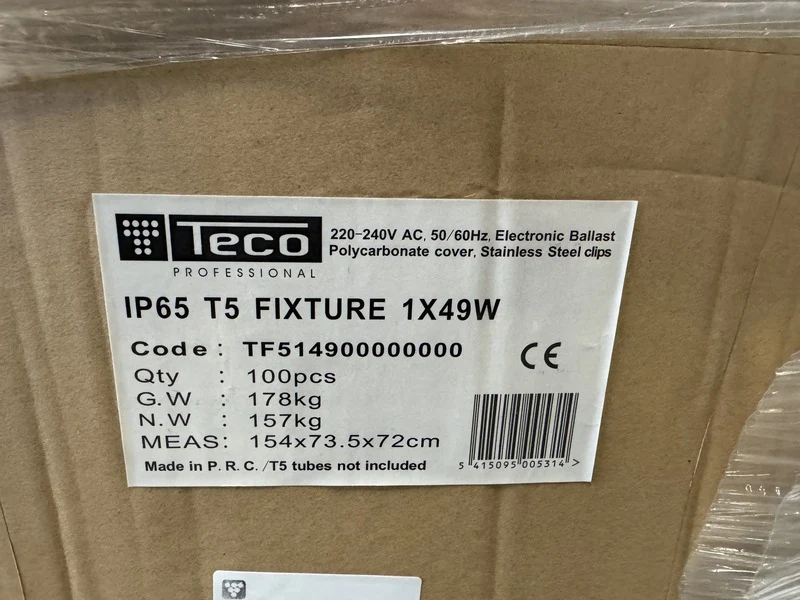 Teco
PROFESSIONAL
220-240V AC, 50/60Hz, Electronic Ballast
Polycarbonate cover, Stainless Steel clips
IP65 T5 FIXTURE 1X49W
Code : TF514900000000
CE
Qty : 100pcs
G.W : 178kg
N.W : 157kg
MEAS: 154x73.5x72cm
Made in P. R. C. /T5 tubes not included
5 415095 005314 >